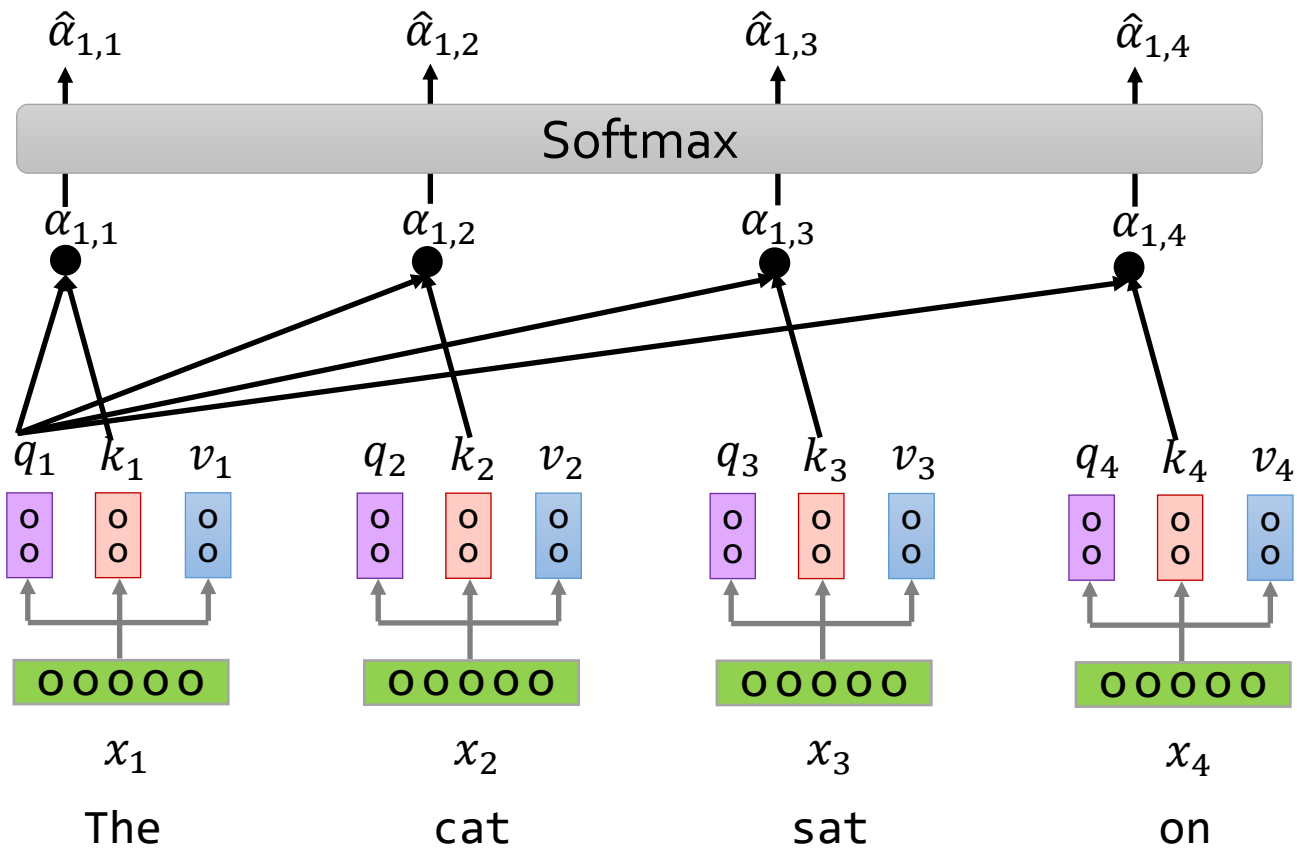 α̂1,1 α̂1,2 α̂1,3 α̂1,4
Softmax
α1,1 α1,2 α1,3 α1,4
q1 k1 v1 q2 k2 v2 q3 k3 v3 q4 k4 v4
o o o o o o o o o o o o
o o o o o o o o o o o o
o o o o o o o o o o o o o o o o o o o o
x1 x2 x3 x4
The cat sat on